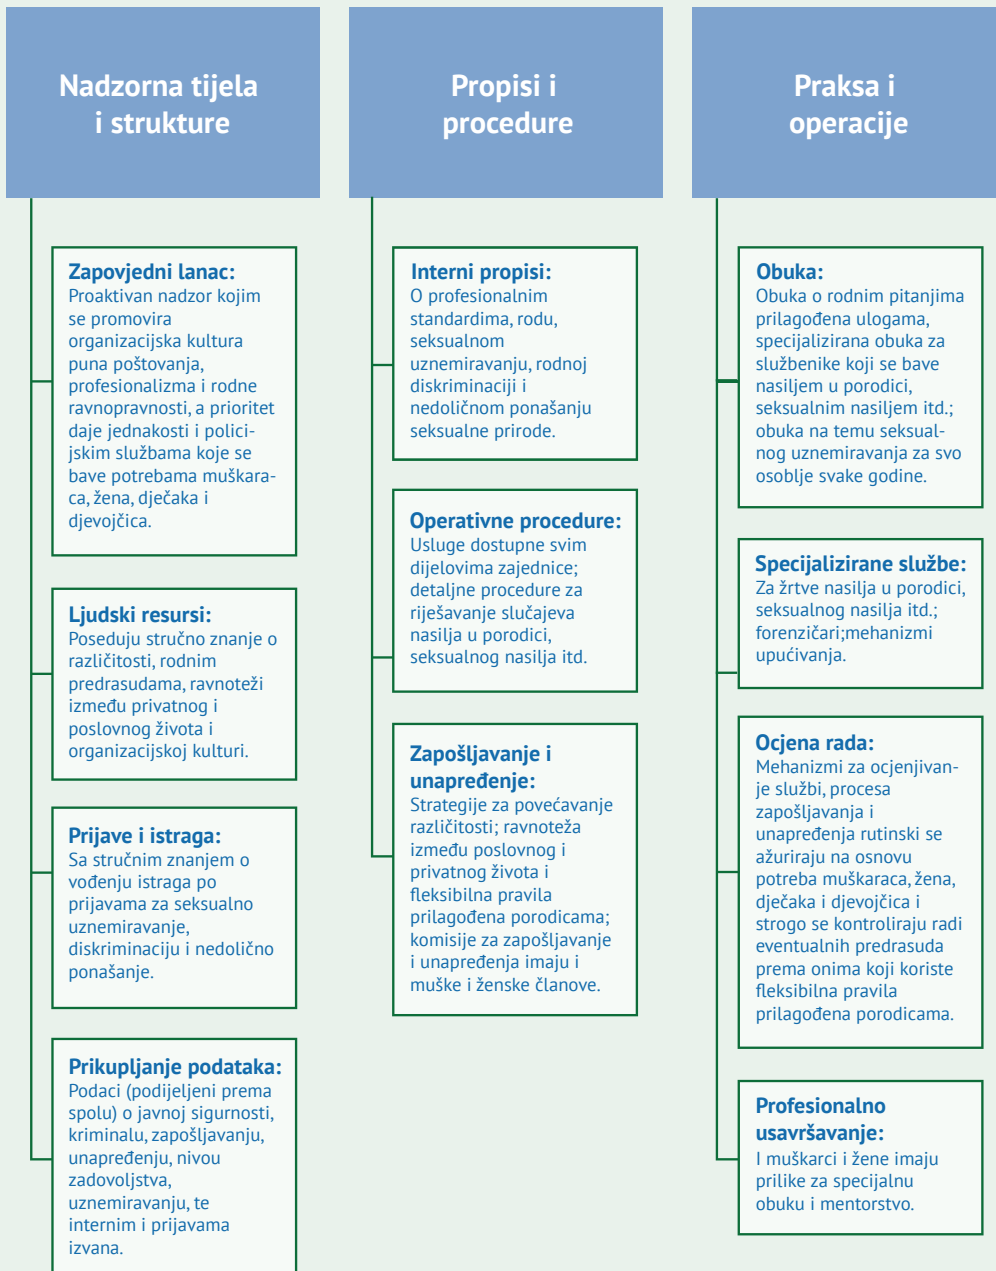 Nadzorna tijela
i strukture
Zapovjedni lanac:
Proaktivan nadzor kojim
se promovira
organizacijska kultura
puna poštovanja,
profesionalizma i rodne
ravnopravnosti, a prioritet
daje jednakosti i polici-
jskim službama koje se
bave potrebama muškara-
ca, žena, dječaka i
djevojčica.
Ljudski resursi:
Poseduju stručno znanje o
različitosti, rodnim
predrasudama, ravnoteži
između privatnog i
poslovnog života i
organizacijskoj kulturi.
Prijave i istraga:
Sa stručnim znanjem o
vođenju istraga po
prijavama za seksualno
uznemiravanje,
diskriminaciju i nedolično
ponašanje.
Prikupljanje podataka:
Podaci (podijeljeni prema
spolu) o javnoj sigurnosti,
kriminalu, zapošljavanju,
unapređenju, nivou
zadovoljstva,
uznemiravanju, te
internim i prijavama
izvana.
Propisi i
procedure
Interni propisi:
O profesionalnim
standardima, rodu,
seksualnom
uznemiravanju, rodnoj
diskriminaciji i
nedoličnom ponašanju
seksualne prirode.
Operativne procedure:
Usluge dostupne svim
dijelovima zajednice;
detaljne procedure za
riješavanje slučajeva
nasilja u porodici,
seksualnog nasilja itd.
Zapošljavanje i
unapređenje:
Strategije za povećavanje
različitosti; ravnoteža
između poslovnog i
privatnog života i
fleksibilna pravila
prilagođena porodicama;
komisije za zapošljavanje
i unapređenja imaju i
muške i ženske članove.
Praksa i
operacije
Obuka:
Obuka o rodnim pitanjima
prilagođena ulogama,
specijalizirana obuka za
službenike koji se bave
nasiljem u porodici,
seksualnim nasiljem itd.;
obuka na temu seksual-
nog uznemiravanja za svo
osoblje svake godine.
Specijalizirane službe:
Za žrtve nasilja u porodici,
seksualnog nasilja itd.;
forenzičari;mehanizmi
upućivanja.
Ocjena rada:
Mehanizmi za ocjenjivan-
je službi, procesa
zapošljavanja i
unapređenja rutinski se
ažuriraju na osnovu
potreba muškaraca, žena,
dječaka i djevojčica i
strogo se kontroliraju radi
eventualnih predrasuda
prema onima koji koriste
fleksibilna pravila
prilagođena porodicama.
Profesionalno
usavršavanje:
I muškarci i žene imaju
prilike za specijalnu
obuku i mentorstvo.